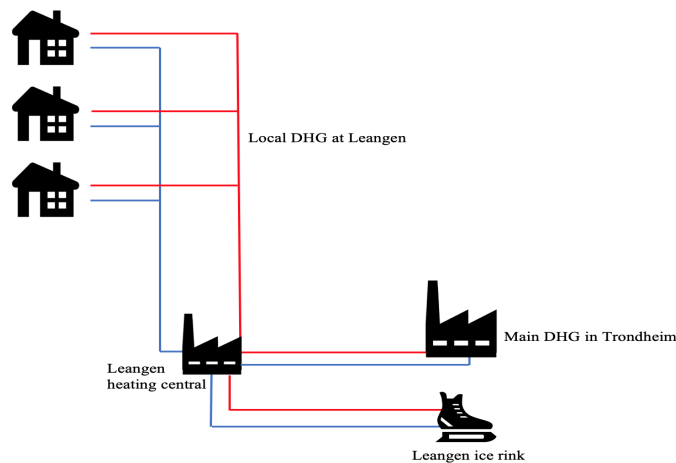 Local DHG at Leangen
Main DHG in Trondheim
Leangen
heating central
Leangen ice rink